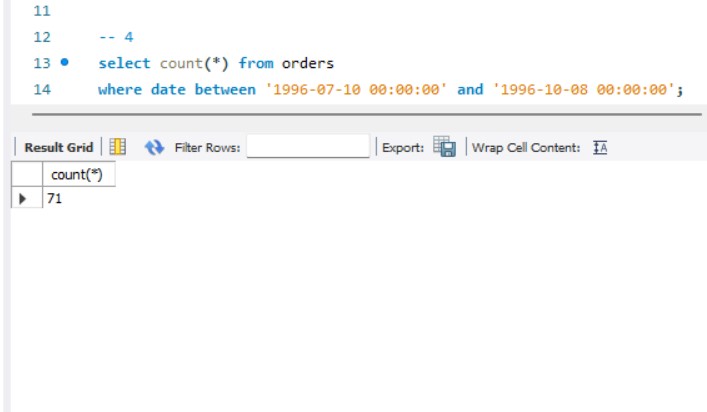 11
12 -- 4
13 select count(*) from orders
14 where date between '1996-07-10 00:00:00' and '1996-10-08 00:00:00';
Result Grid Filter Rows: Export: Wrap Cell Content: IA
count(*)
71